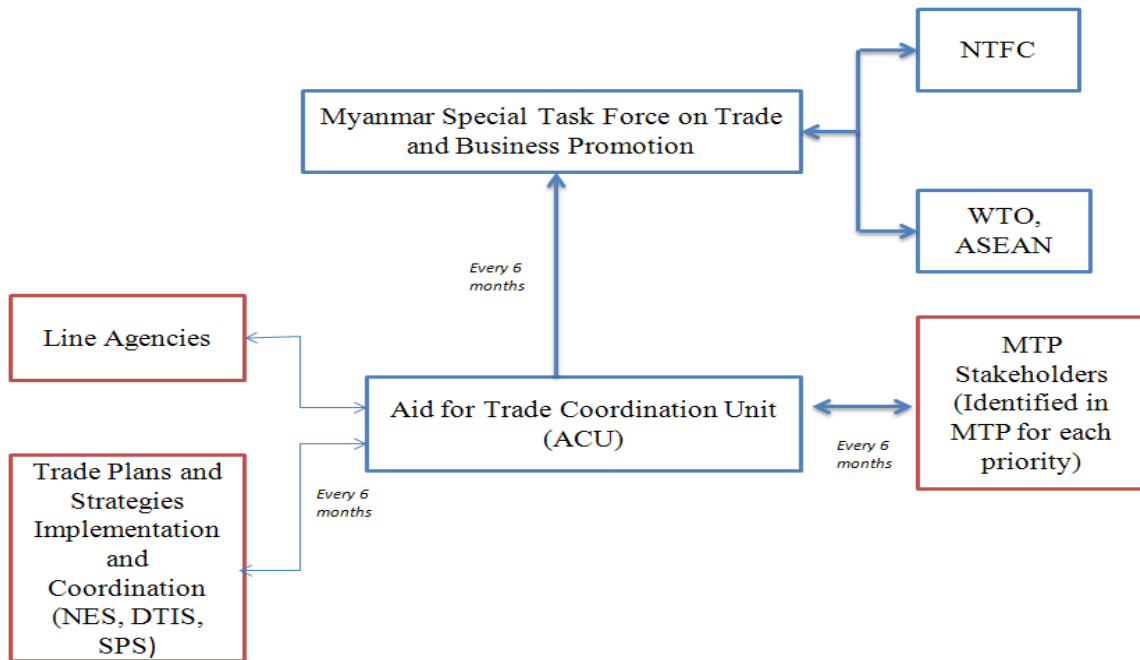 NTFC
Myanmar Special Task Force on Trade
and Business Promotion
WTO,
ASEAN
Every 6
months
Line Agencies
MTP
Stakeholders
(Identified in
MTP for each
priority)
Aid for Trade Coordination Unit
(ACU)
Every 6
months
Trade Plans and
Strategies
Implementation
and
Coordination
(NES, DTIS,
SPS)
Every 6
months